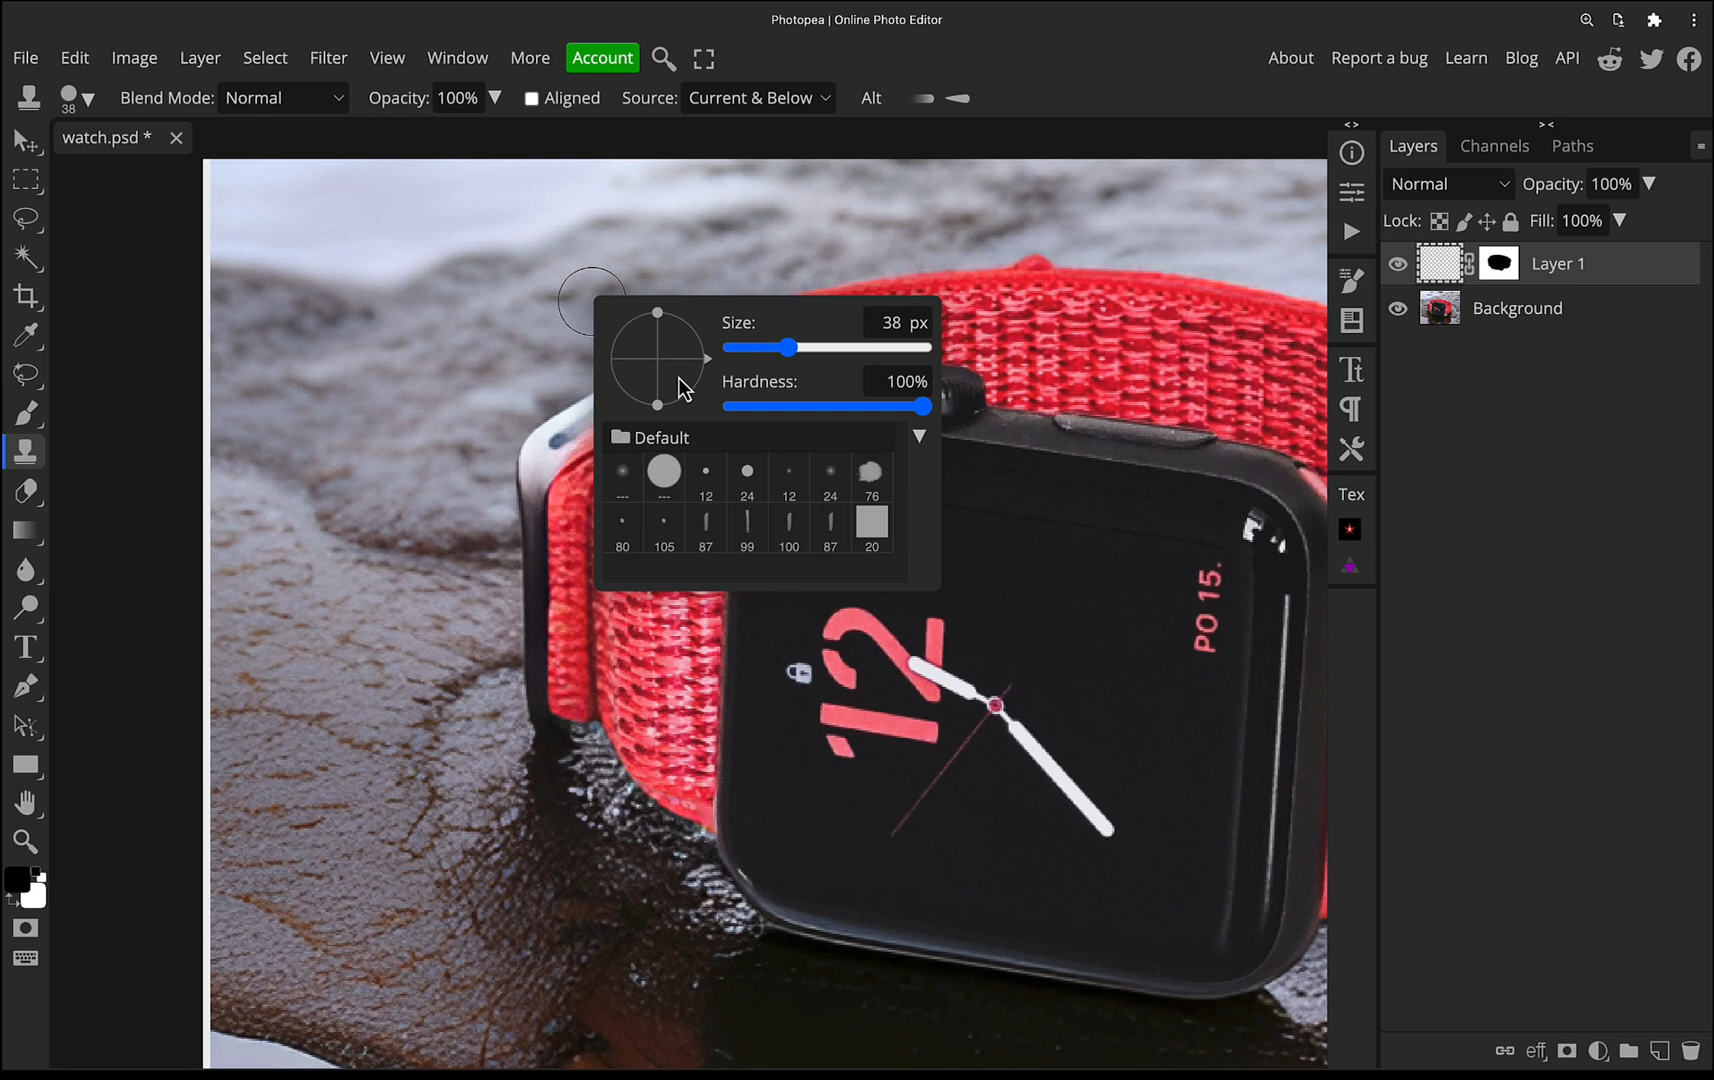 Photopea | Online Photo Editor
File Edit Image Layer Select Filter View Window More Account About Report a bug Learn Blog API
38 Blend Mode: Normal Opacity: 100% Aligned Source: Current & Below Alt
watch.psd *
Layers Channels Paths
Normal Opacity: 100%
Lock: Fill: 100%
Layer 1
Background
Size: 38 px
Hardness: 100%
Default
--- --- 12 24 12 24 76
80 105 87 99 100 87 20
Tex
12
PO 15.
eff